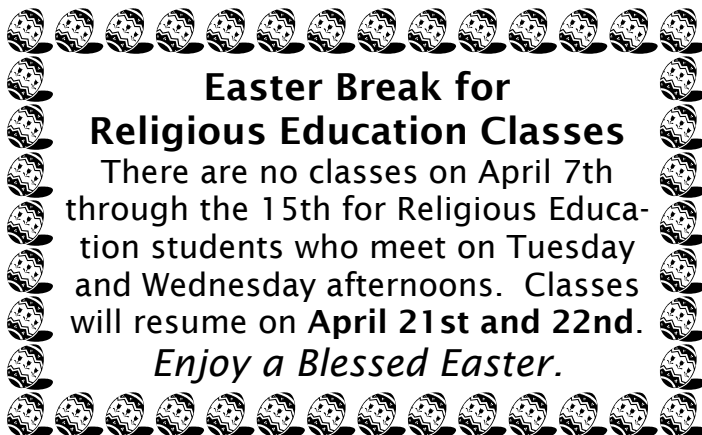 Easter Break for
Religious Education Classes
There are no classes on April 7th
through the 15th for Religious Educa-
tion students who meet on Tuesday
and Wednesday afternoons.  Classes
will resume on April 21st and 22nd.
Enjoy a Blessed Easter.